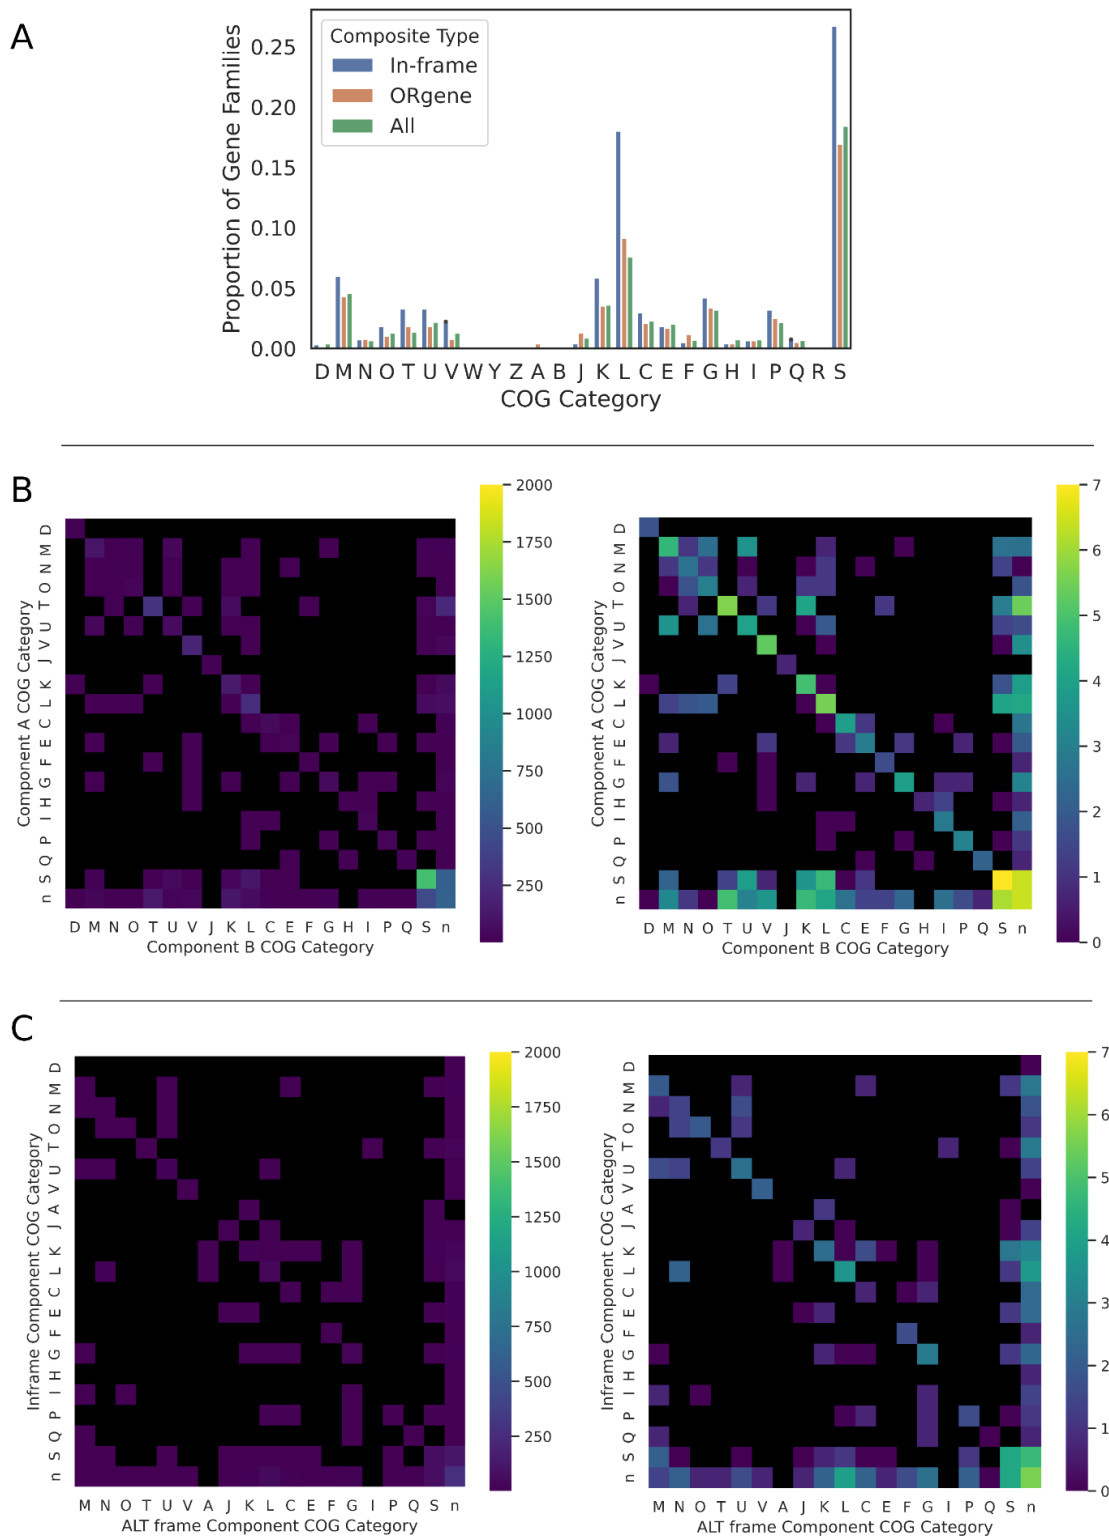 A
Proportion of Gene Families
0.25
0.20
0.15
0.10
0.05
0.00
Composite Type
In-frame
ORgene
All
D M N O T U V W Y Z A B J K L C E F G H I P Q R S
COG Category
B
Component A COG Category
D
M
N
O
T
U
V
J
K
L
C
E
F
G
H
I
P
Q
S
n
D M N O T U V J K L C E F G H I P Q S n
Component B COG Category
2000
1750
1500
1250
1000
750
500
250
Component A COG Category
D
M
N
O
T
U
V
J
K
L
C
E
F
G
H
I
P
Q
S
n
D M N O T U V J K L C E F G H I P Q S n
Component B COG Category
7
6
5
4
3
2
1
0
C
Inframe Component COG Category
D
M
N
O
T
U
V
A
J
K
L
C
E
F
G
H
I
P
Q
S
n
M N O T U V A J K L C E F G I P Q S n
ALT frame Component COG Category
2000
1750
1500
1250
1000
750
500
250
Inframe Component COG Category
D
M
N
O
T
U
V
A
J
K
L
C
E
F
G
H
I
P
Q
S
n
M N O T U V A J K L C E F G I P Q S n
ALT frame Component COG Category
7
6
5
4
3
2
1
0